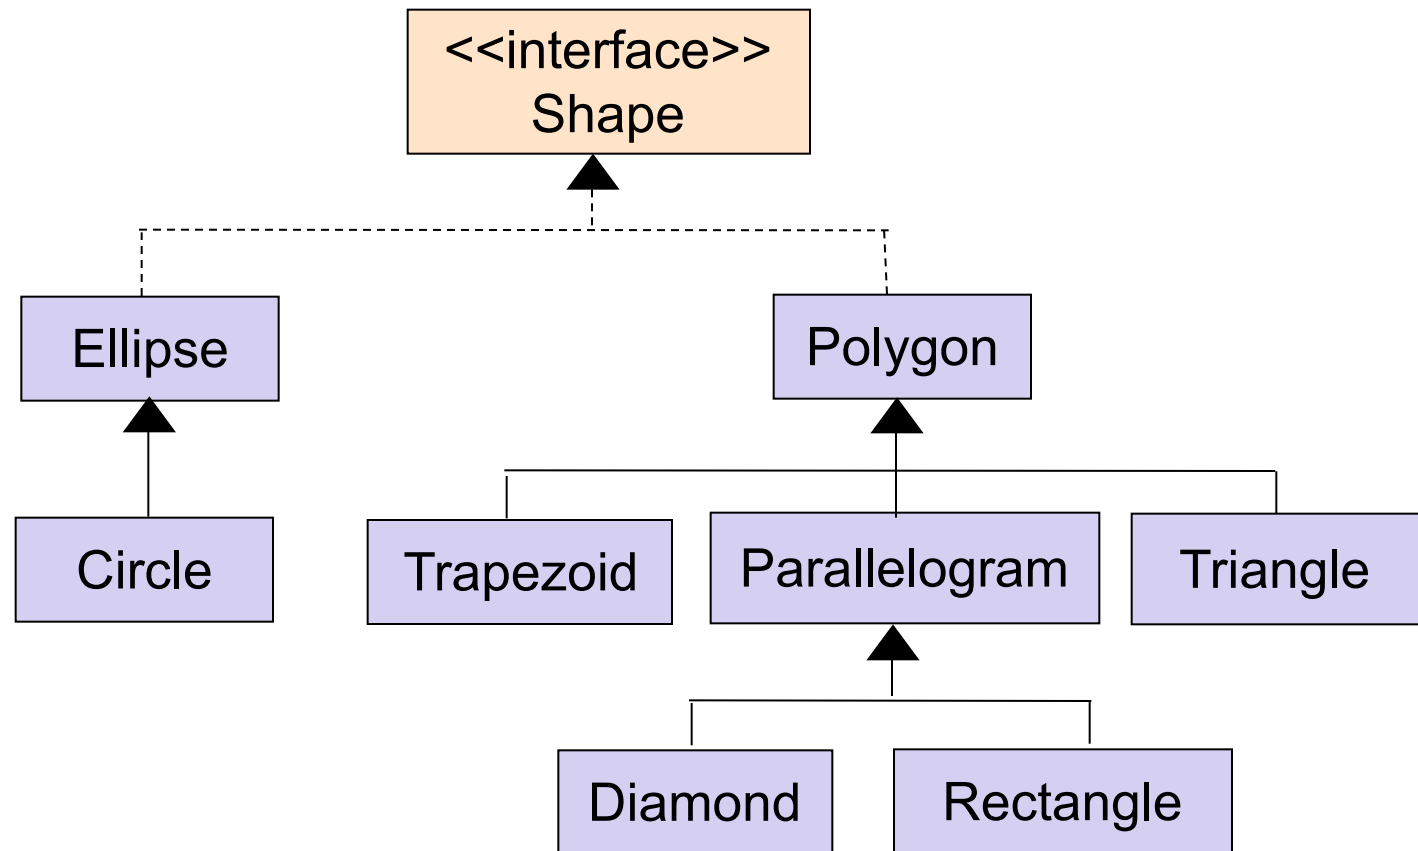 <<interface>>
Shape
Ellipse
Polygon
Circle
Trapezoid
Parallelogram
Triangle
Diamond
Rectangle